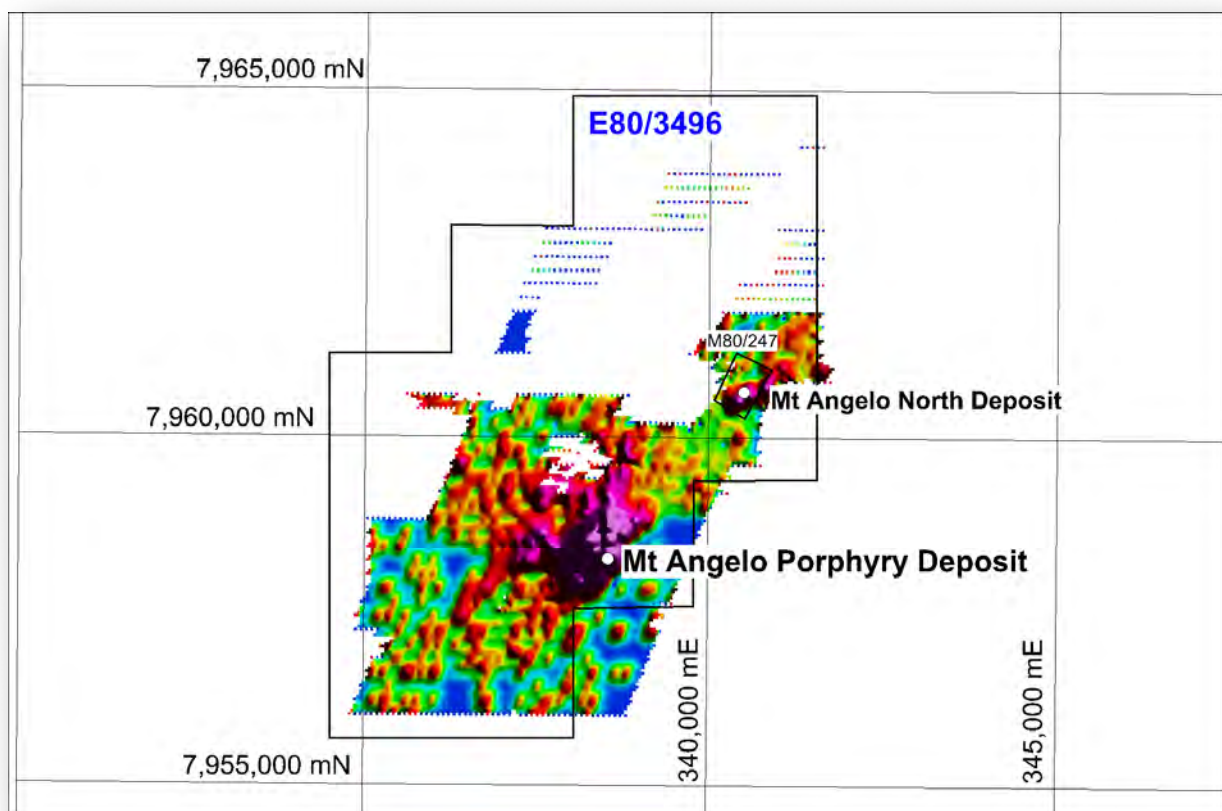 7,965,000 mN
E80/3496
M80/247
Mt Angelo North Deposit
7,960,000 mN
Mt Angelo Porphyry Deposit
340,000 mE
345,000 mE
7,955,000 mN